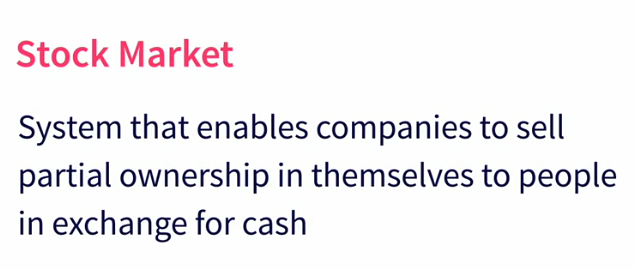 Stock Market
System that enables companies to sell
partial ownership in themselves to people
in exchange for cash